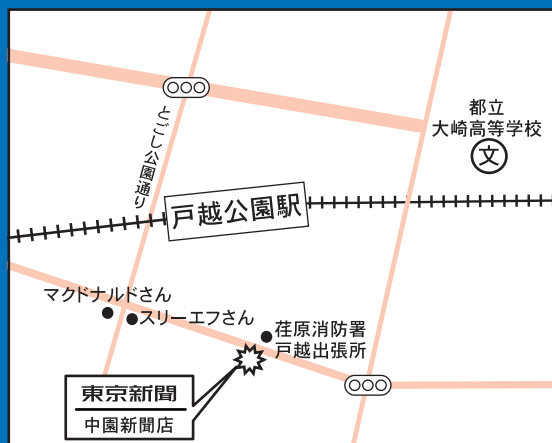 都立
大崎高等学校
文
とごし公園通り
戸越公園駅
マクドナルドさん
スリーエフさん
荏原消防署
戸越出張所
東京新聞
中園新聞店